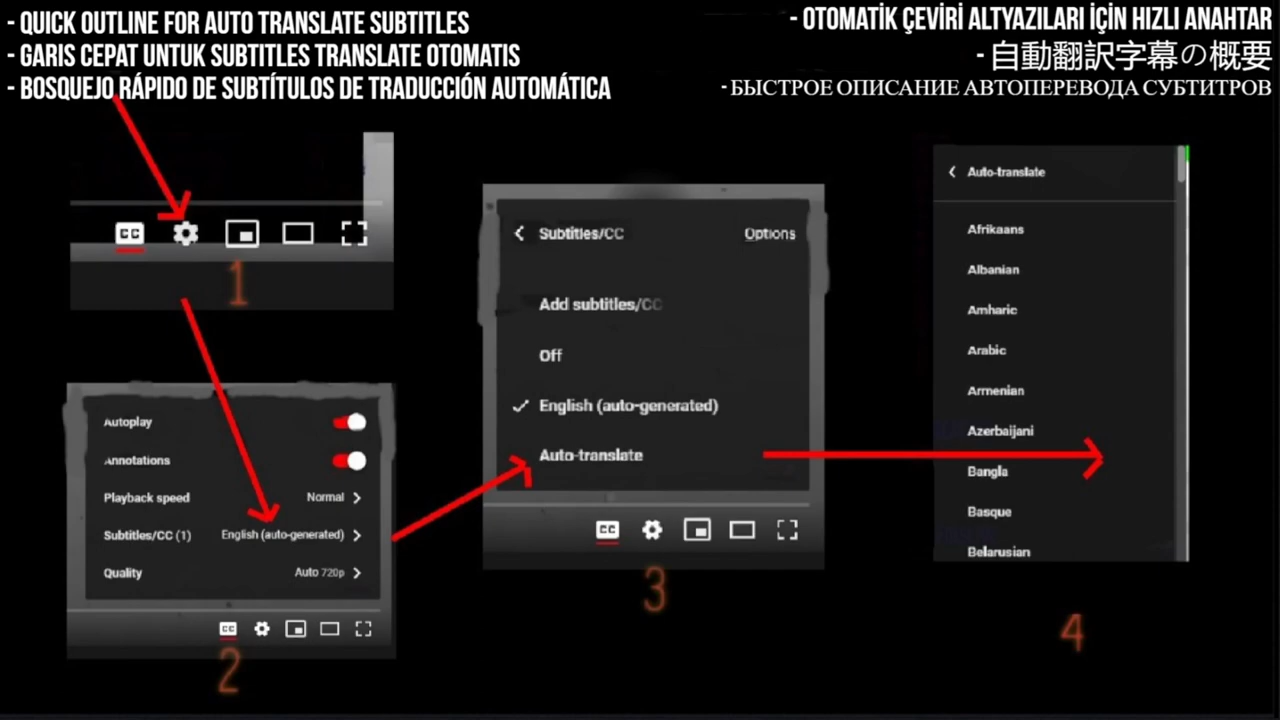 - QUICK OUTLINE FOR AUTO TRANSLATE SUBTITLES
- GARIS CEPAT UNTUK SUBTITLES TRANSLATE OTOMATIS
- BOSQUEJO RÁPIDO DE SUBTÍTULOS DE TRADUCCIÓN AUTOMÁTICA
- OTOMATİK ÇEVİRİ ALTYAZILARI İÇİN HIZLI ANAHTAR
- 自動翻訳字幕の概要
- БЫСТРОЕ ОПИСАНИЕ АВТОПЕРЕВОДА СУБТИТРОВ
CC
1
Autoplay
Annotations
Playback speed Normal
Subtitles/CC (1) English (auto-generated)
Quality Auto 720p
CC
2
Subtitles/CC Options
Add subtitles/CC
Off
English (auto-generated)
Auto-translate
CC
3
Auto-translate
Afrikaans
Albanian
Amharic
Arabic
Armenian
Azerbaijani
Bangla
Basque
Belarusian
4